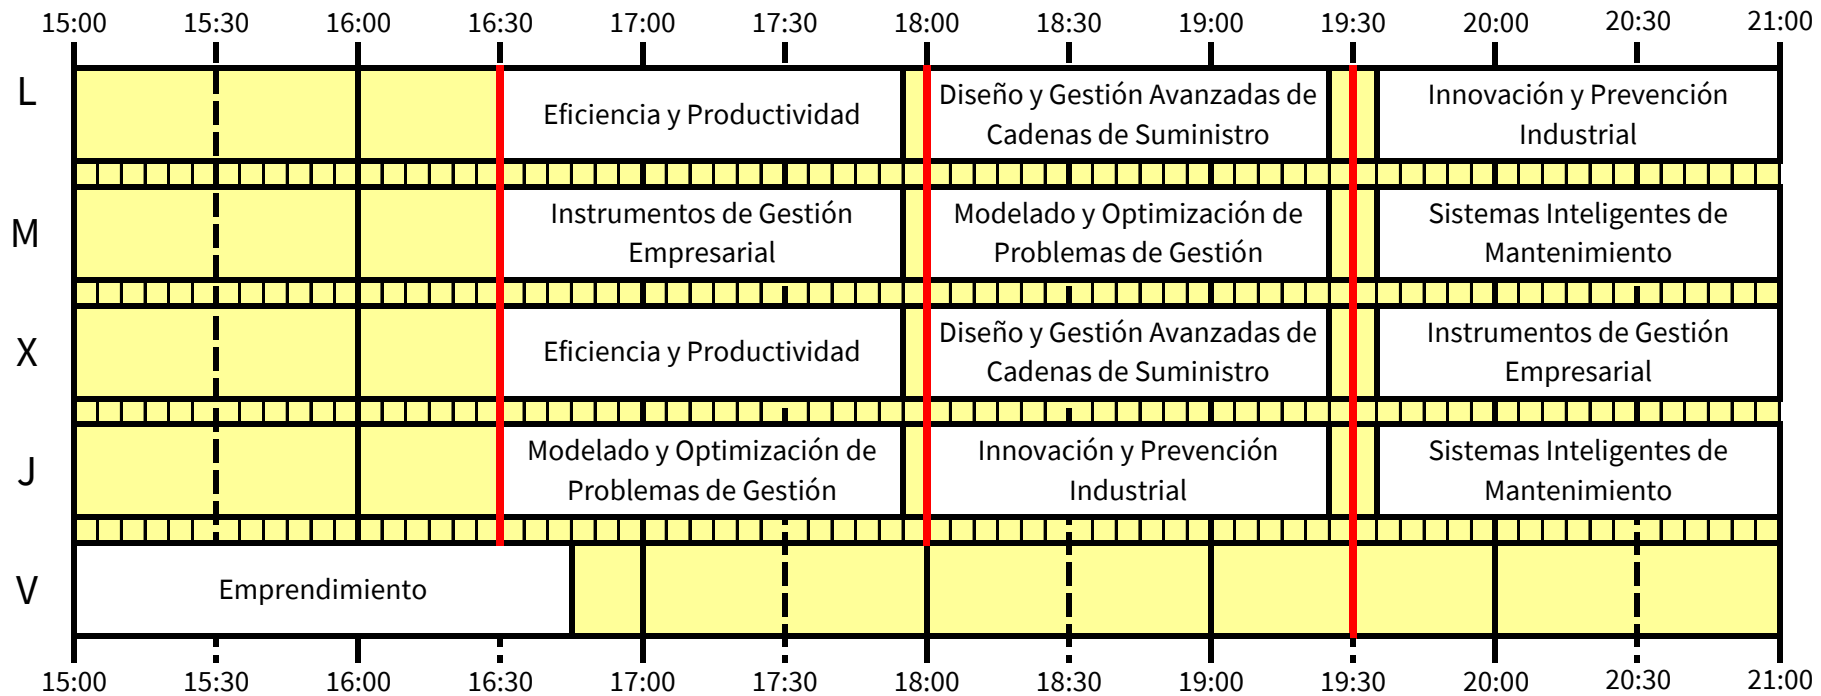 15:00 15:30 16:00 16:30 17:00 17:30 18:00 18:30 19:00 19:30 20:00 20:30 21:00
L
Eficiencia y Productividad
Diseño y Gestión Avanzadas de
Cadenas de Suministro
Innovación y Prevención
Industrial
M
Instrumentos de Gestión
Empresarial
Modelado y Optimización de
Problemas de Gestión
Sistemas Inteligentes de
Mantenimiento
X
Eficiencia y Productividad
Diseño y Gestión Avanzadas de
Cadenas de Suministro
Instrumentos de Gestión
Empresarial
J
Modelado y Optimización de
Problemas de Gestión
Innovación y Prevención
Industrial
Sistemas Inteligentes de
Mantenimiento
V
Emprendimiento
15:00 15:30 16:00 16:30 17:00 17:30 18:00 18:30 19:00 19:30 20:00 20:30 21:00